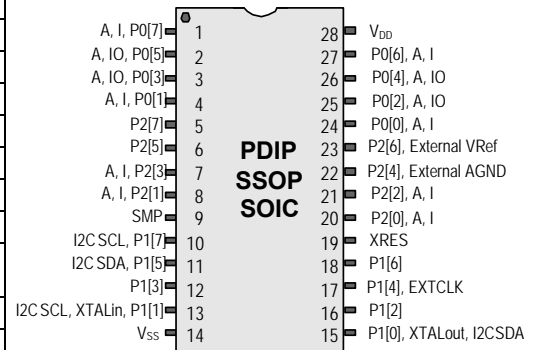 A, I, P0[7] 1 28 VDD
A, IO, P0[5] 2 27 P0[6], A, I
A, IO, P0[3] 3 26 P0[4], A, IO
A, I, P0[1] 4 25 P0[2], A, IO
P2[7] 5 24 P0[0], A, I
P2[5] 6 PDIP 23 P2[6], External VRef
A, I, P2[3] 7 SSOP 22 P2[4], External AGND
A, I, P2[1] 8 SOIC 21 P2[2], A, I
SMP 9 20 P2[0], A, I
I2C SCL, P1[7] 10 19 XRES
I2C SDA, P1[5] 11 18 P1[6]
P1[3] 12 17 P1[4], EXTCLK
I2C SCL, XTALin, P1[1] 13 16 P1[2]
Vss 14 15 P1[0], XTALout, I2CSDA